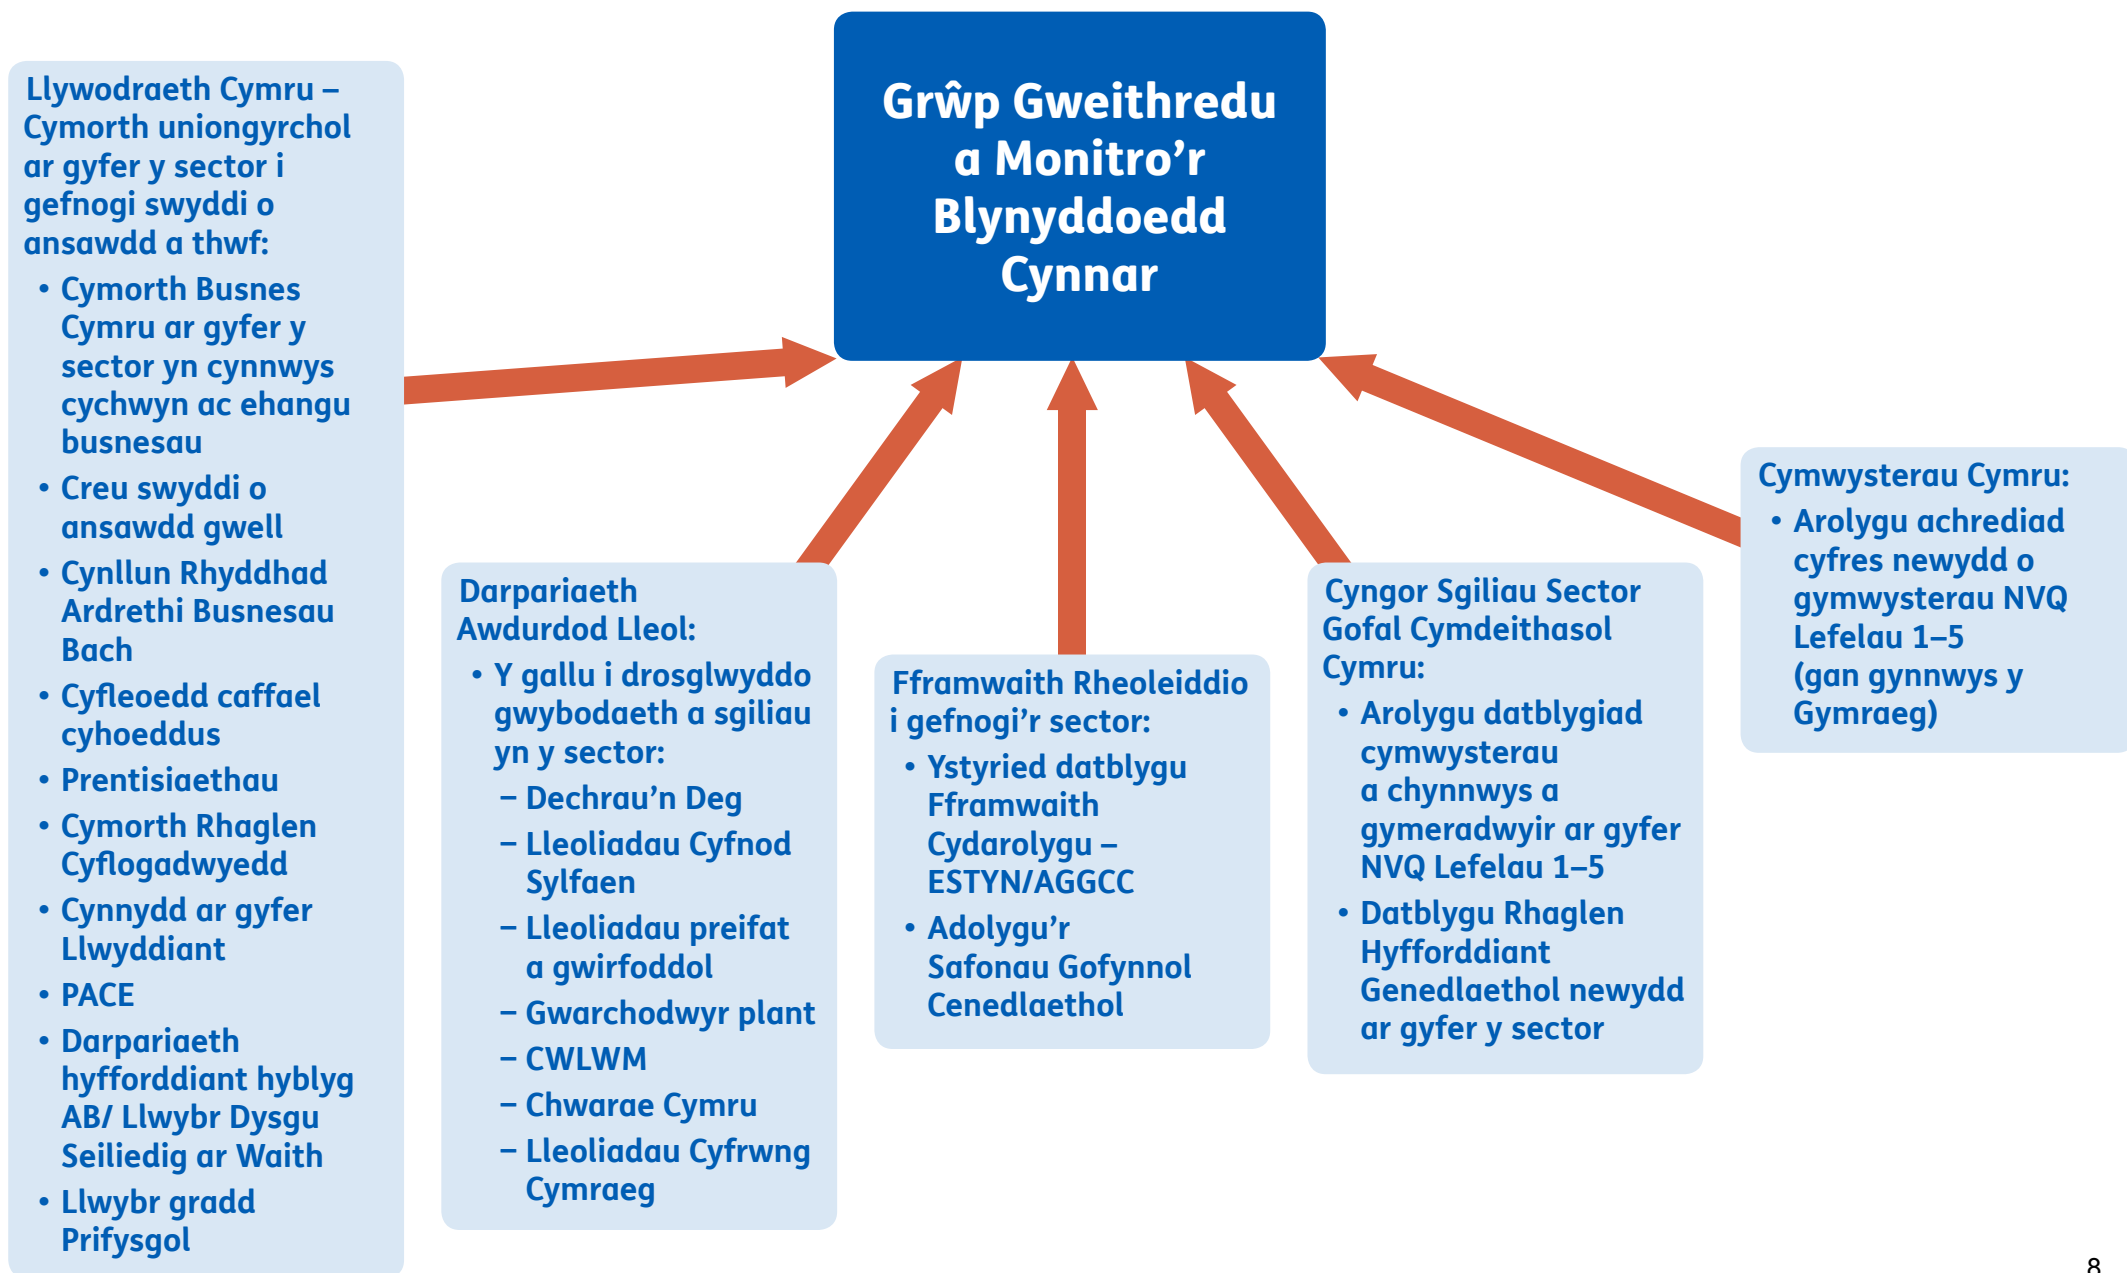 Grŵp Gweithredu
a Monitro’r
Blynyddoedd
Cynnar
Llywodraeth Cymru –
Cymorth uniongyrchol
ar gyfer y sector i
gefnogi swyddi o
ansawdd a thwf:
• Cymorth Busnes
Cymru ar gyfer y
sector yn cynnwys
cychwyn ac ehangu
busnesau
• Creu swyddi o
ansawdd gwell
• Cynllun Rhyddhad
Ardrethi Busnesau
Bach
• Cyfleoedd caffael
cyhoeddus
• Prentisiaethau
• Cymorth Rhaglen
Cyflogadwyedd
• Cynnydd ar gyfer
Llwyddiant
• PACE
• Darpariaeth
hyfforddiant hyblyg
AB/ Llwybr Dysgu
Seiliedig ar Waith
• Llwybr gradd
Prifysgol
Darpariaeth
Awdurdod Lleol:
• Y gallu i drosglwyddo
gwybodaeth a sgiliau
yn y sector:
– Dechrau’n Deg
– Lleoliadau Cyfnod
Sylfaen
– Lleoliadau preifat
a gwirfoddol
– Gwarchodwyr plant
– CWLWM
– Chwarae Cymru
– Lleoliadau Cyfrwng
Cymraeg
Fframwaith Rheoleiddio
i gefnogi’r sector:
• Ystyried datblygu
Fframwaith
Cydarolygu –
ESTYN/AGGCC
• Adolygu’r
Safonau Gofynnol
Cenedlaethol
Cyngor Sgiliau Sector
Gofal Cymdeithasol
Cymru:
• Arolygu datblygiad
cymwysterau
a chynnwys a
gymeradwyir ar gyfer
NVQ Lefelau 1–5
• Datblygu Rhaglen
Hyfforddiant
Genedlaethol newydd
ar gyfer y sector
Cymwysterau Cymru:
• Arolygu achrediad
cyfres newydd o
gymwysterau NVQ
Lefelau 1–5
(gan gynnwys y
Gymraeg)
8